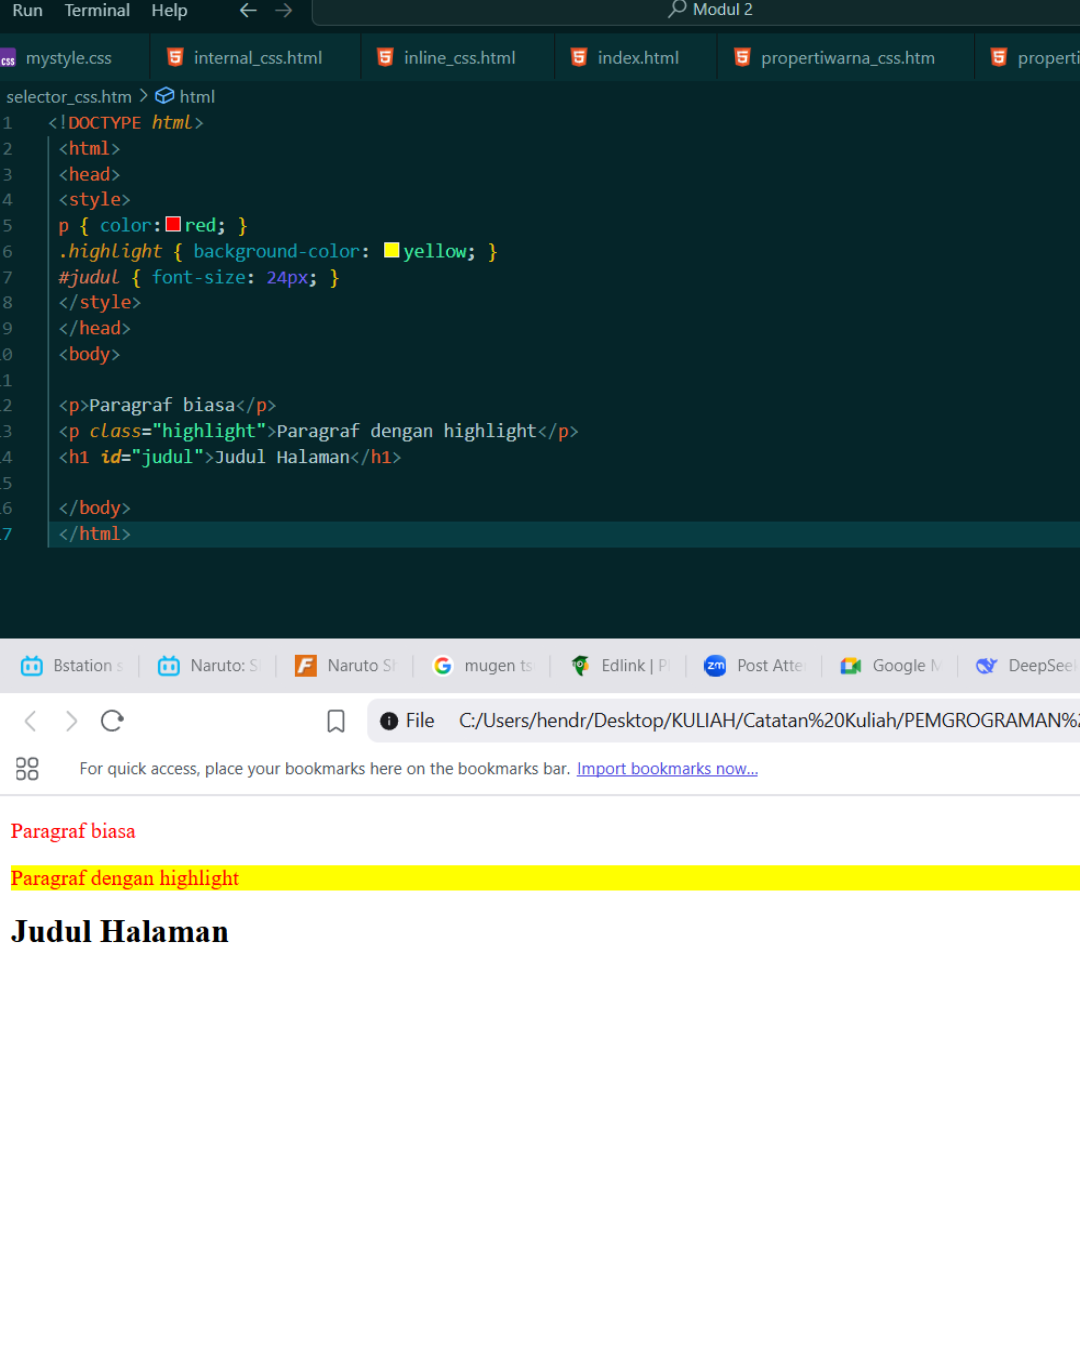 Run Terminal Help Modul 2
mystyle.css internal_css.html inline_css.html index.html propertiwarna_css.htm properti
selector_css.htm > html
1 <!DOCTYPE html>
2 <html>
3 <head>
4 <style>
5 p { color: red; }
6 .highlight { background-color: yellow; }
7 #judul { font-size: 24px; }
8 </style>
9 </head>
0 <body>
1
2 <p>Paragraf biasa</p>
3 <p class="highlight">Paragraf dengan highlight</p>
4 <h1 id="judul">Judul Halaman</h1>
5
6 </body>
7 </html>
Bstation s Naruto: Si Naruto Sh mugen ts Edlink | Pl Post Atte Google M DeepSeek
File C:/Users/hendr/Desktop/KULIAH/Catatan%20Kuliah/PEMGROGRAMAN%2
For quick access, place your bookmarks here on the bookmarks bar. Import bookmarks now...
Paragraf biasa
Paragraf dengan highlight
Judul Halaman